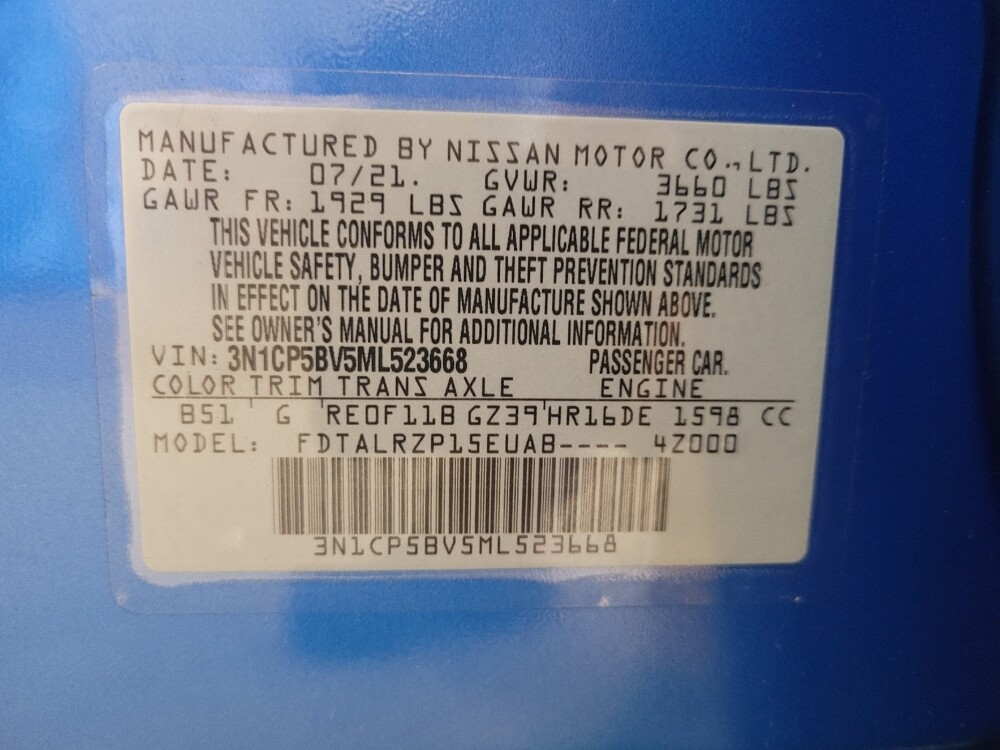 MANUFACTURED BY NISSAN MOTOR CO., LTD.
DATE: 07/21. GVWR: 3660 LBS
GAWR FR: 1929 LBS GAWR RR: 1731 LBS
THIS VEHICLE CONFORMS TO ALL APPLICABLE FEDERAL MOTOR
VEHICLE SAFETY, BUMPER AND THEFT PREVENTION STANDARDS
IN EFFECT ON THE DATE OF MANUFACTURE SHOWN ABOVE.
SEE OWNER'S MANUAL FOR ADDITIONAL INFORMATION.
VIN: 3N1CP5BV5ML523668 PASSENGER CAR.
COLOR TRIM TRANS AXLE ENGINE
B51 G RE0F11B GZ39 HR16DE 1598 CC
MODEL: FDTALRZP15EUAB---- 4Z000
3N1CP5BV5ML523668